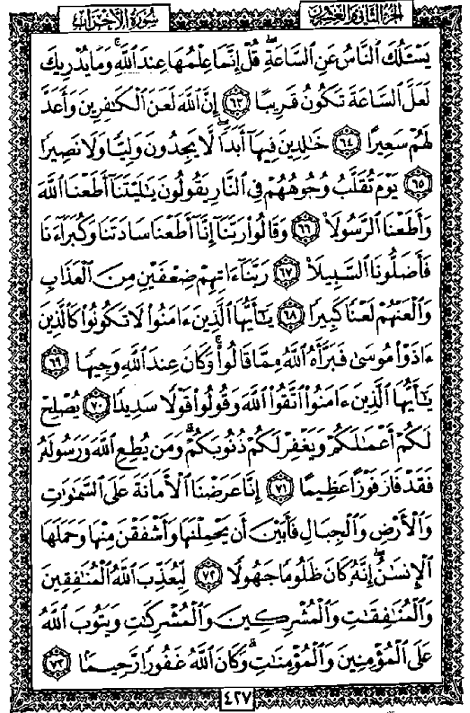 الجزء الثاني والعشرون
سورة الأحزاب
يَسْـَٔلُكَ ٱلنَّاسُ عَنِ ٱلسَّاعَةِۖ قُلْ إِنَّمَا عِلْمُهَا عِندَ ٱللَّهِۚ وَمَا يُدْرِيكَ
لَعَلَّ ٱلسَّاعَةَ تَكُونُ قَرِيبًا ٦٣ إِنَّ ٱللَّهَ لَعَنَ ٱلْكَـٰفِرِينَ وَأَعَدَّ
لَهُمْ سَعِيرًا ٦٤ خَـٰلِدِينَ فِيهَآ أَبَدًاۖ لَّا يَجِدُونَ وَلِيًّا وَلَا نَصِيرًا
٦٥ يَوْمَ تُقَلَّبُ وُجُوهُهُمْ فِى ٱلنَّارِ يَقُولُونَ يَـٰلَيْتَنَآ أَطَعْنَا ٱللَّهَ
وَأَطَعْنَا ٱلرَّسُولَا۠ ٦٦ وَقَالُوا۟ رَبَّنَآ إِنَّآ أَطَعْنَا سَادَتَنَا وَكُبَرَآءَنَا
فَأَضَلُّونَا ٱلسَّبِيلَا۠ ٦٧ رَبَّنَآ ءَاتِهِمْ ضِعْفَيْنِ مِنَ ٱلْعَذَابِ
وَٱلْعَنْهُمْ لَعْنًا كَبِيرًا ٦٨ يَـٰٓأَيُّهَا ٱلَّذِينَ ءَامَنُوا۟ لَا تَكُونُوا۟ كَٱلَّذِينَ
ءَاذَوْا۟ مُوسَىٰ فَبَرَّأَهُ ٱللَّهُ مِمَّا قَالُوا۟ۚ وَكَانَ عِندَ ٱللَّهِ وَجِيهًا ٦٩
يَـٰٓأَيُّهَا ٱلَّذِينَ ءَامَنُوا۟ ٱتَّقُوا۟ ٱللَّهَ وَقُولُوا۟ قَوْلًا سَدِيدًا ٧٠ يُصْلِحْ
لَكُمْ أَعْمَـٰلَكُمْ وَيَغْفِرْ لَكُمْ ذُنُوبَكُمْۗ وَمَن يُطِعِ ٱللَّهَ وَرَسُولَهُۥ
فَقَدْ فَازَ فَوْزًا عَظِيمًا ٧١ إِنَّا عَرَضْنَا ٱلْأَمَانَةَ عَلَى ٱلسَّمَـٰوَٰتِ
وَٱلْأَرْضِ وَٱلْجِبَالِ فَأَبَيْنَ أَن يَحْمِلْنَهَا وَأَشْفَقْنَ مِنْهَا وَحَمَلَهَا
ٱلْإِنسَـٰنُۖ إِنَّهُۥ كَانَ ظَلُومًا جَهُولًا ٧٢ لِّيُعَذِّبَ ٱللَّهُ ٱلْمُنَـٰفِقِينَ
وَٱلْمُنَـٰفِقَـٰتِ وَٱلْمُشْرِكِينَ وَٱلْمُشْرِكَـٰتِ وَيَتُوبَ ٱللَّهُ
عَلَى ٱلْمُؤْمِنِينَ وَٱلْمُؤْمِنَـٰتِۗ وَكَانَ ٱللَّهُ غَفُورًا رَّحِيمًا ٧٣
٤٢٧